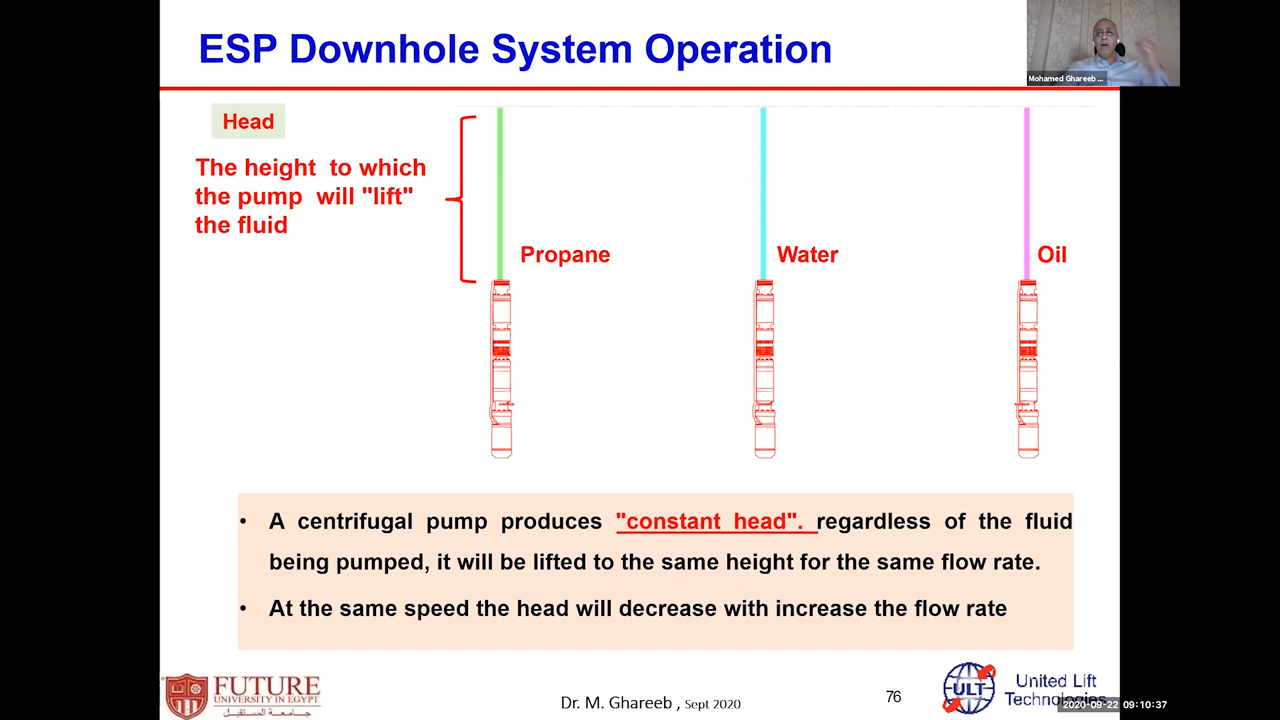 ESP Downhole System Operation
Mohamed Ghareeb ...
Head
The height to which
the pump will "lift"
the fluid
Propane
Water
Oil
• A centrifugal pump produces "constant head". regardless of the fluid
being pumped, it will be lifted to the same height for the same flow rate.
• At the same speed the head will decrease with increase the flow rate
FUTURE
UNIVERSITY IN EGYPT
جامعة المستقبل
Dr. M. Ghareeb , Sept 2020
76
ULT
United Lift
Technologies
2020-09-22 09:10:37